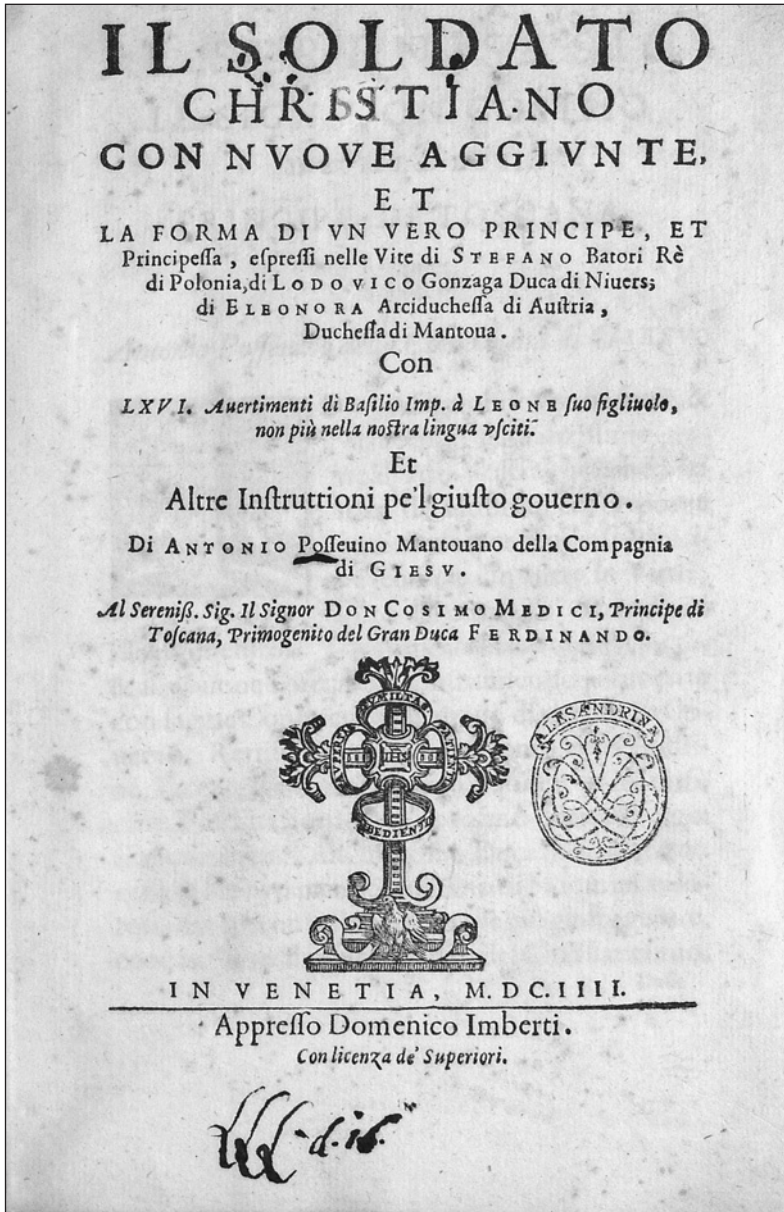 IL SOLDATO
CHRISTIANO
CON NVOVE AGGIVNTE,
ET
LA FORMA DI VN VERO PRINCIPE, ET
Principeſſa, eſpreſſi nelle Vite di STEFANO Batori Rè
di Polonia, di LODOVICO Gonzaga Duca di Niuers;
di ELEONORA Arciducheſſa di Auſtria,
Ducheſſa di Mantoua.
Con
LXVI. Auertimenti di Baſilio Imp. à LEONE ſuo figliuolo,
non più nella noſtra lingua vſciti.
Et
Altre Inſtruttioni pe'l giuſto gouerno.
Di ANTONIO Poſſeuino Mantouano della Compagnia
di GIESV.
Al Sereniß. Sig. Il Signor DON COSIMO MEDICI, Principe di
Toſcana, Primogenito del Gran Duca FERDINANDO.
HVMILTAS
OBEDIENTIA
ALESANDRINA
IN VENETIA, M. DC. IIII.
Appreſſo Domenico Imberti.
Con licenza de' Superiori.